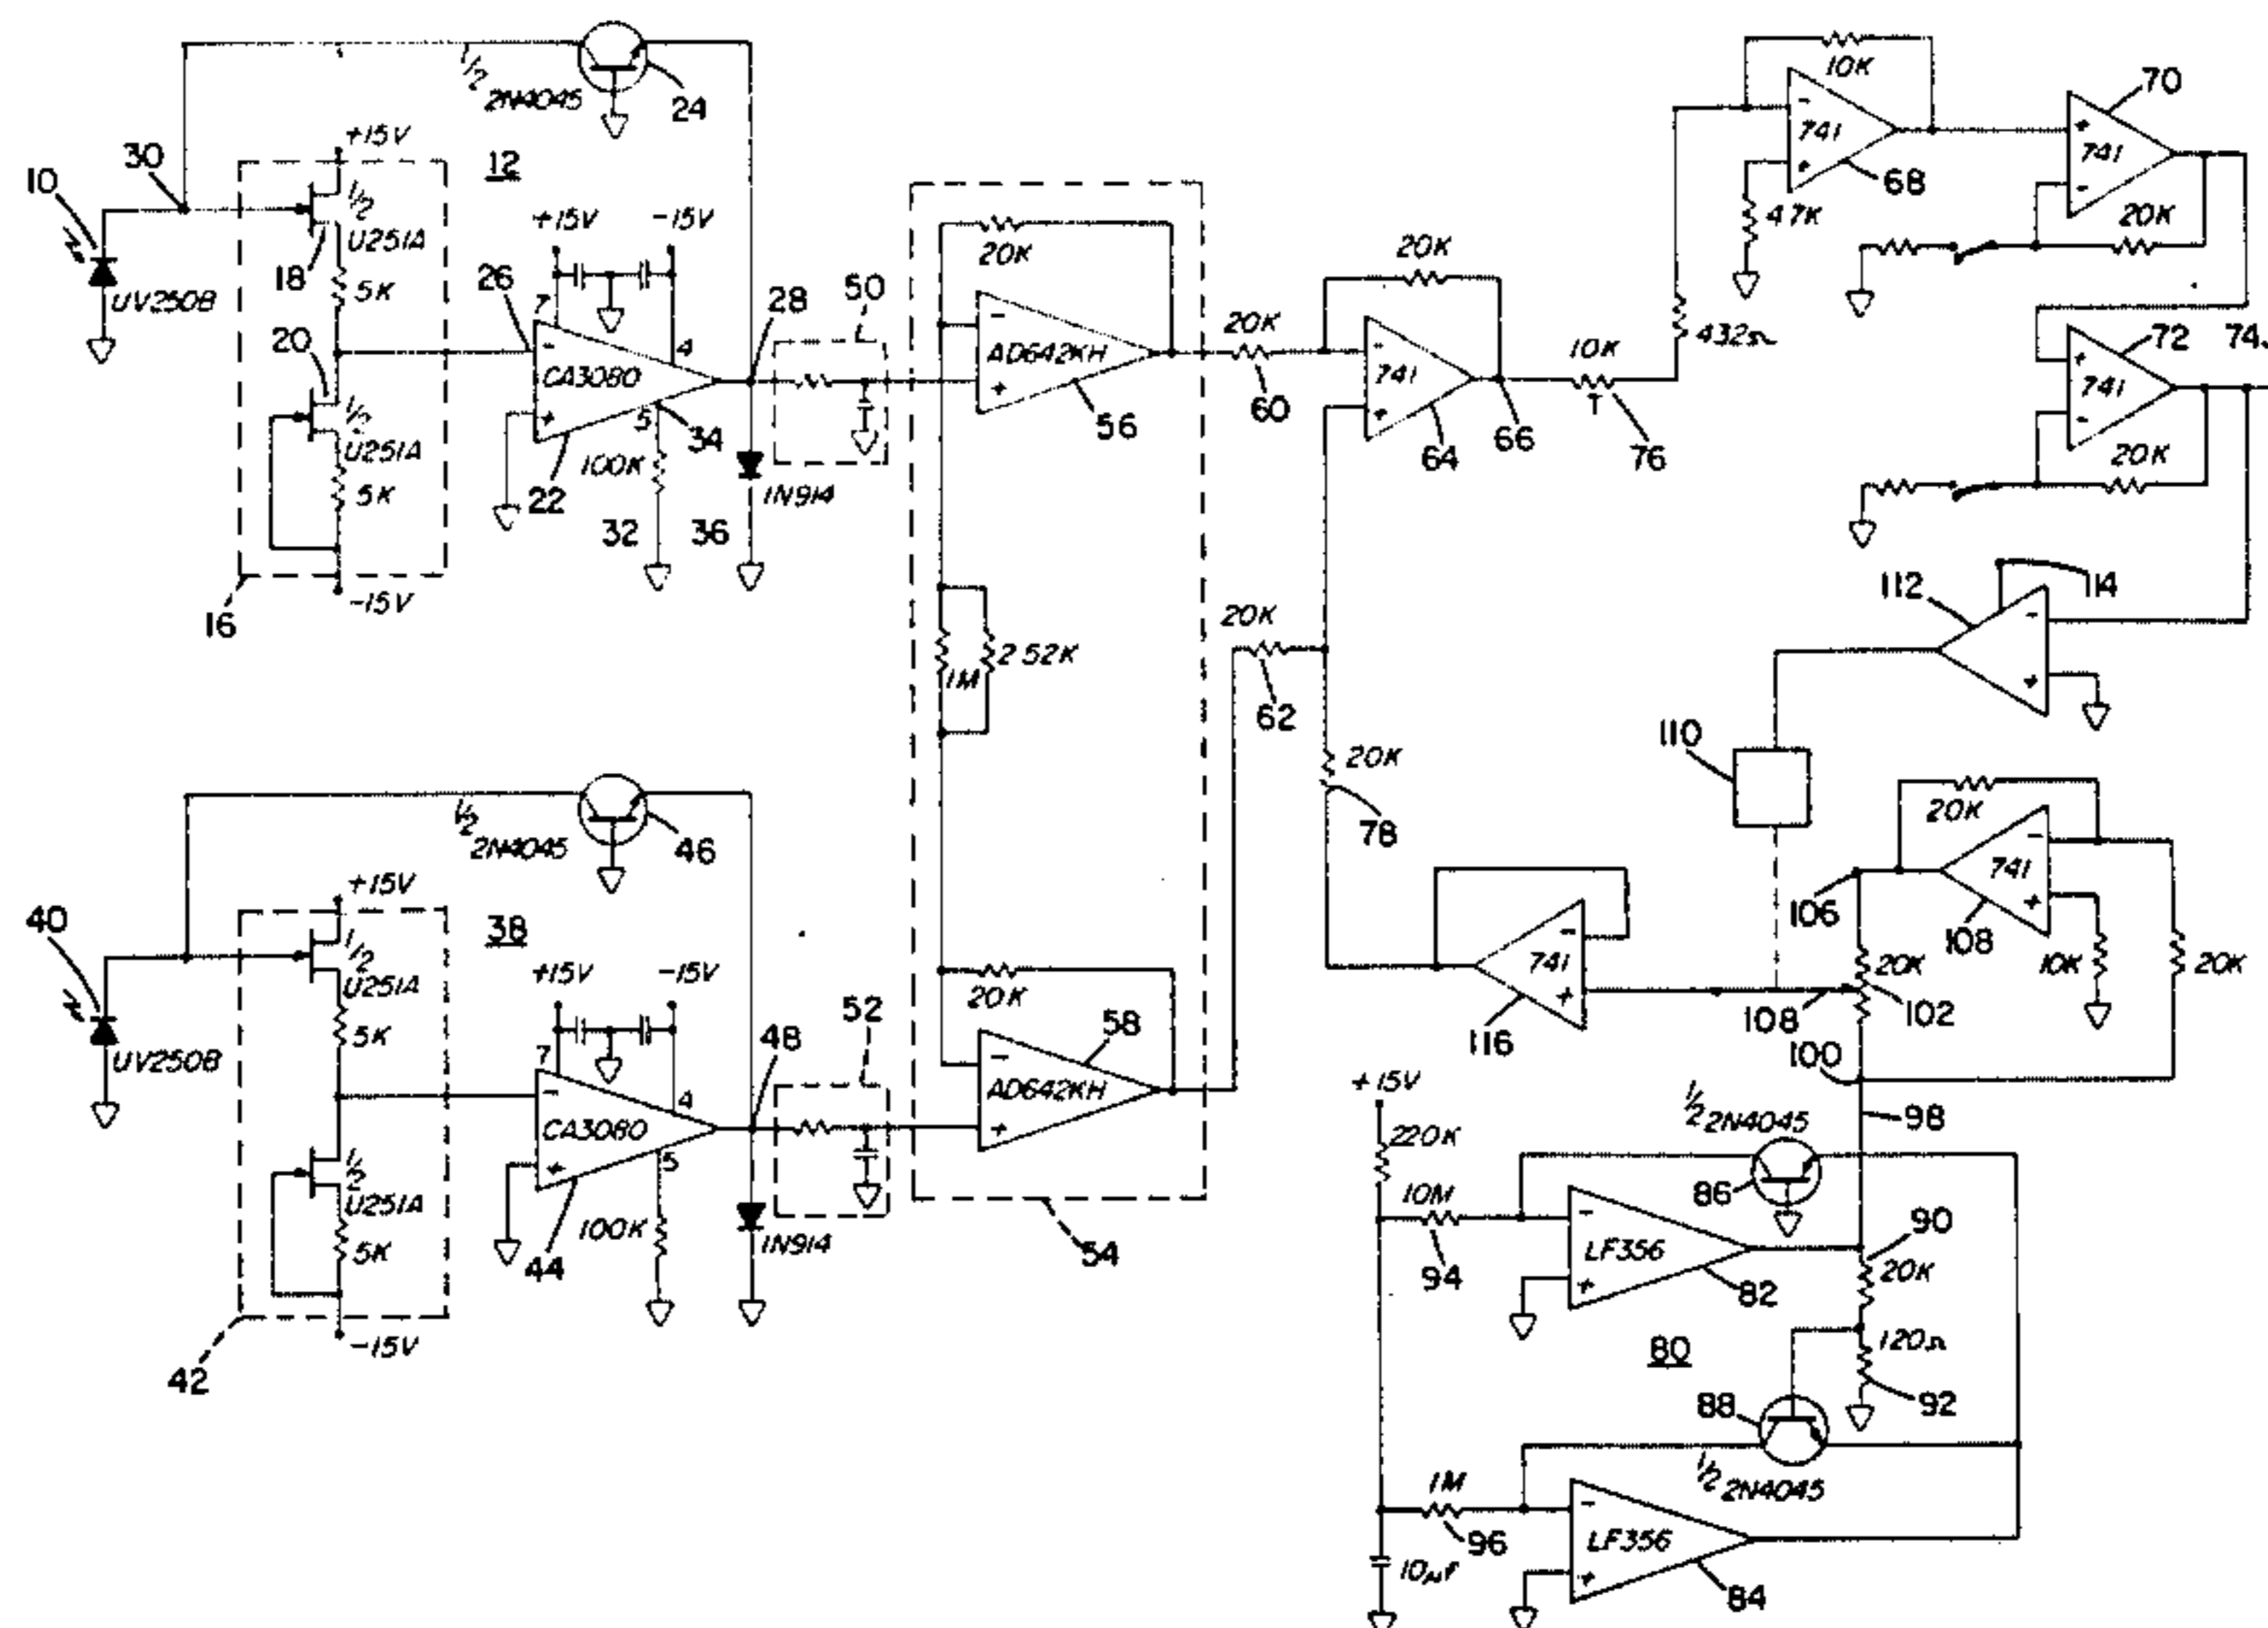 1/2 2N4045
24
+15V
30
12
10
1/2
U251A
18
5K
UV250B
20
1/2
U251A
5K
-15V
16
+15V
-15V
26
7
4
28
CA3080
-
+
5
34
22
100K
32
36
1N914
50
20K
-
AD642KH
+
56
1M
2.52K
20K
60
20K
-
741
+
64
66
10K
T
76
432Ω
10K
-
741
+
68
47K
70
+
741
-
20K
+
741
-
72
74
20K
112
114
-
+
20K
62
20K
78
110
1/2 2N4045
46
+15V
40
38
1/2
U251A
5K
UV250B
1/2
U251A
5K
-15V
42
+15V
-15V
7
4
48
CA3080
-
+
5
44
100K
1N914
52
20K
58
-
AD642KH
+
54
20K
-
741
+
108
10K
20K
106
20K
102
108
100
-
741
+
116
+15V
220K
1/2 2N4045
98
86
10M
94
-
LF356
+
82
90
20K
120Ω
92
80
88
1/2 2N4045
1M
96
-
LF356
+
84
10μf